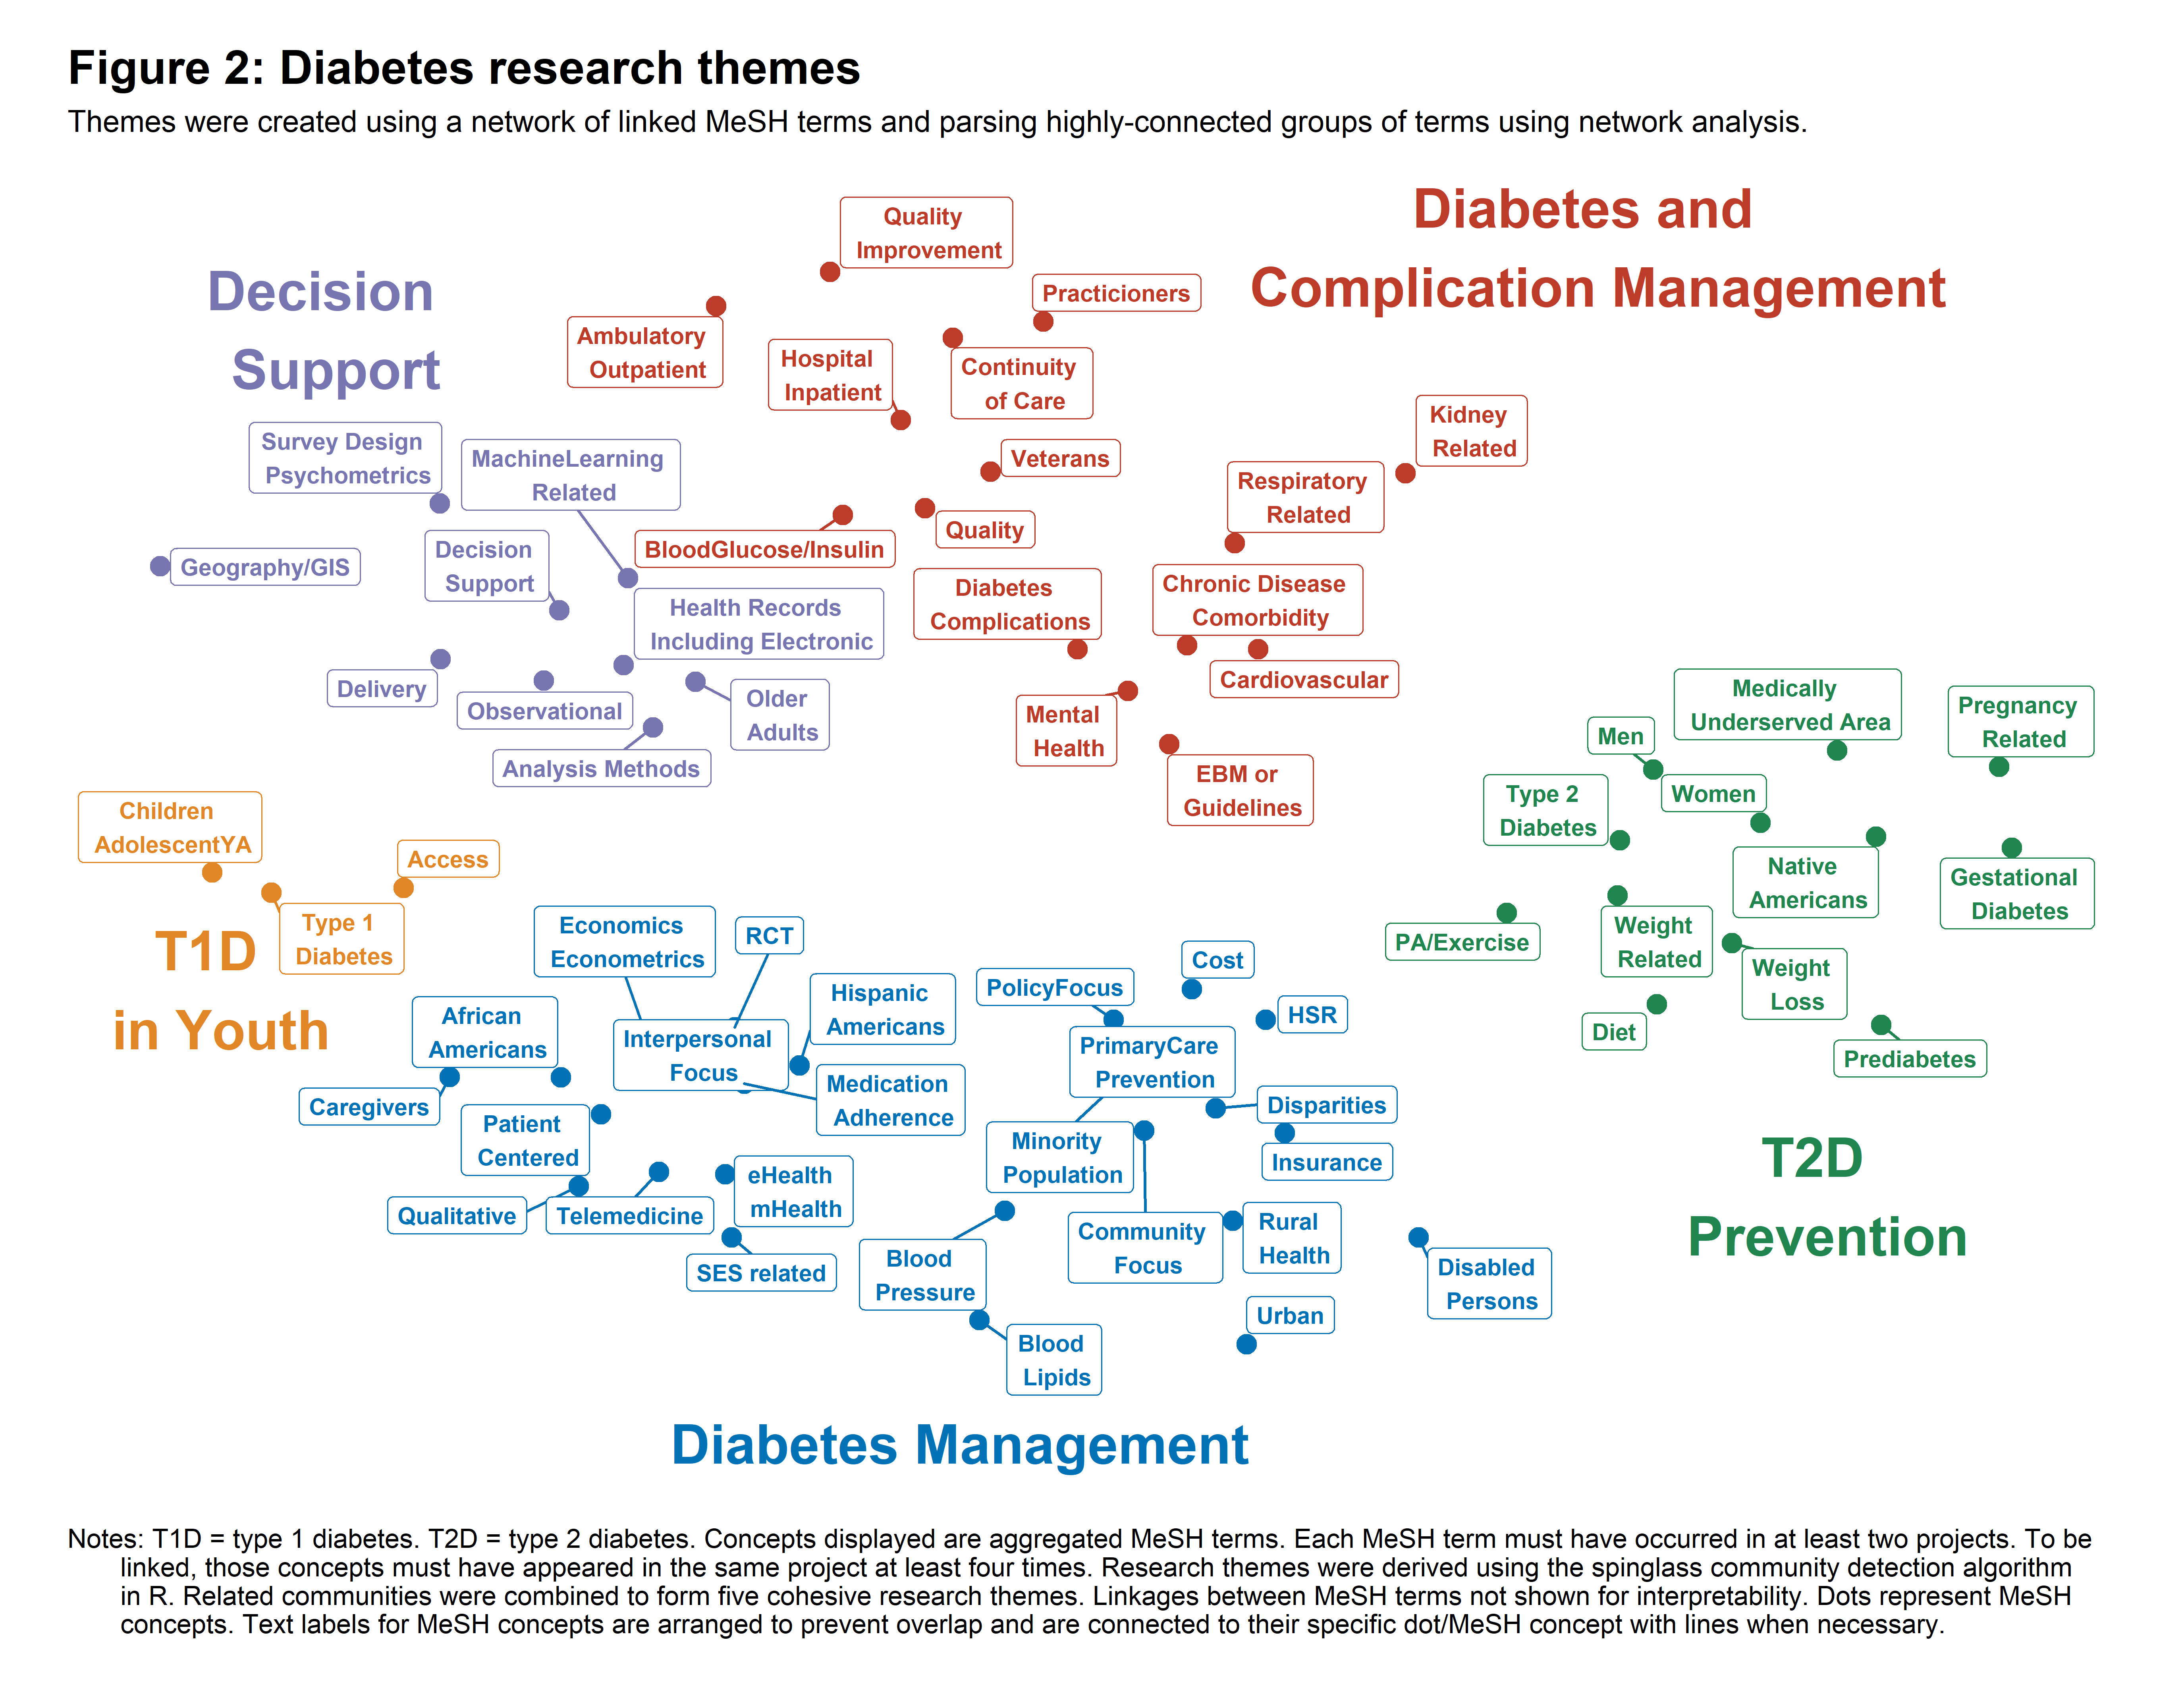 Figure 2: Diabetes research themes
Themes were created using a network of linked MeSH terms and parsing highly-connected groups of terms using network analysis.
Diabetes and
Complication Management
Quality
Improvement
Practicioners
Ambulatory
Outpatient
Hospital
Inpatient
Continuity
of Care
Veterans
Kidney
Related
Respiratory
Related
BloodGlucose/Insulin
Quality
Diabetes
Complications
Chronic Disease
Comorbidity
Cardiovascular
Mental
Health
EBM or
Guidelines
Decision
Support
Survey Design
Psychometrics
MachineLearning
Related
Geography/GIS
Decision
Support
Health Records
Including Electronic
Delivery
Observational
Older
Adults
Analysis Methods
Children
AdolescentYA
Access
Type 1
Diabetes
T1D
in Youth
Medically
Underserved Area
Pregnancy
Related
Men
Type 2
Diabetes
Women
Native
Americans
Gestational
Diabetes
PA/Exercise
Weight
Related
Weight
Loss
Diet
Prediabetes
T2D
Prevention
Economics
Econometrics
RCT
Hispanic
Americans
African
Americans
Interpersonal
Focus
Medication
Adherence
Caregivers
Patient
Centered
Qualitative
Telemedicine
eHealth
mHealth
SES related
PolicyFocus
Cost
HSR
PrimaryCare
Prevention
Disparities
Minority
Population
Insurance
Community
Focus
Rural
Health
Blood
Pressure
Disabled
Persons
Urban
Blood
Lipids
Diabetes Management
Notes: T1D = type 1 diabetes. T2D = type 2 diabetes. Concepts displayed are aggregated MeSH terms. Each MeSH term must have occurred in at least two projects. To be
linked, those concepts must have appeared in the same project at least four times. Research themes were derived using the spinglass community detection algorithm
in R. Related communities were combined to form five cohesive research themes. Linkages between MeSH terms not shown for interpretability. Dots represent MeSH
concepts. Text labels for MeSH concepts are arranged to prevent overlap and are connected to their specific dot/MeSH concept with lines when necessary.